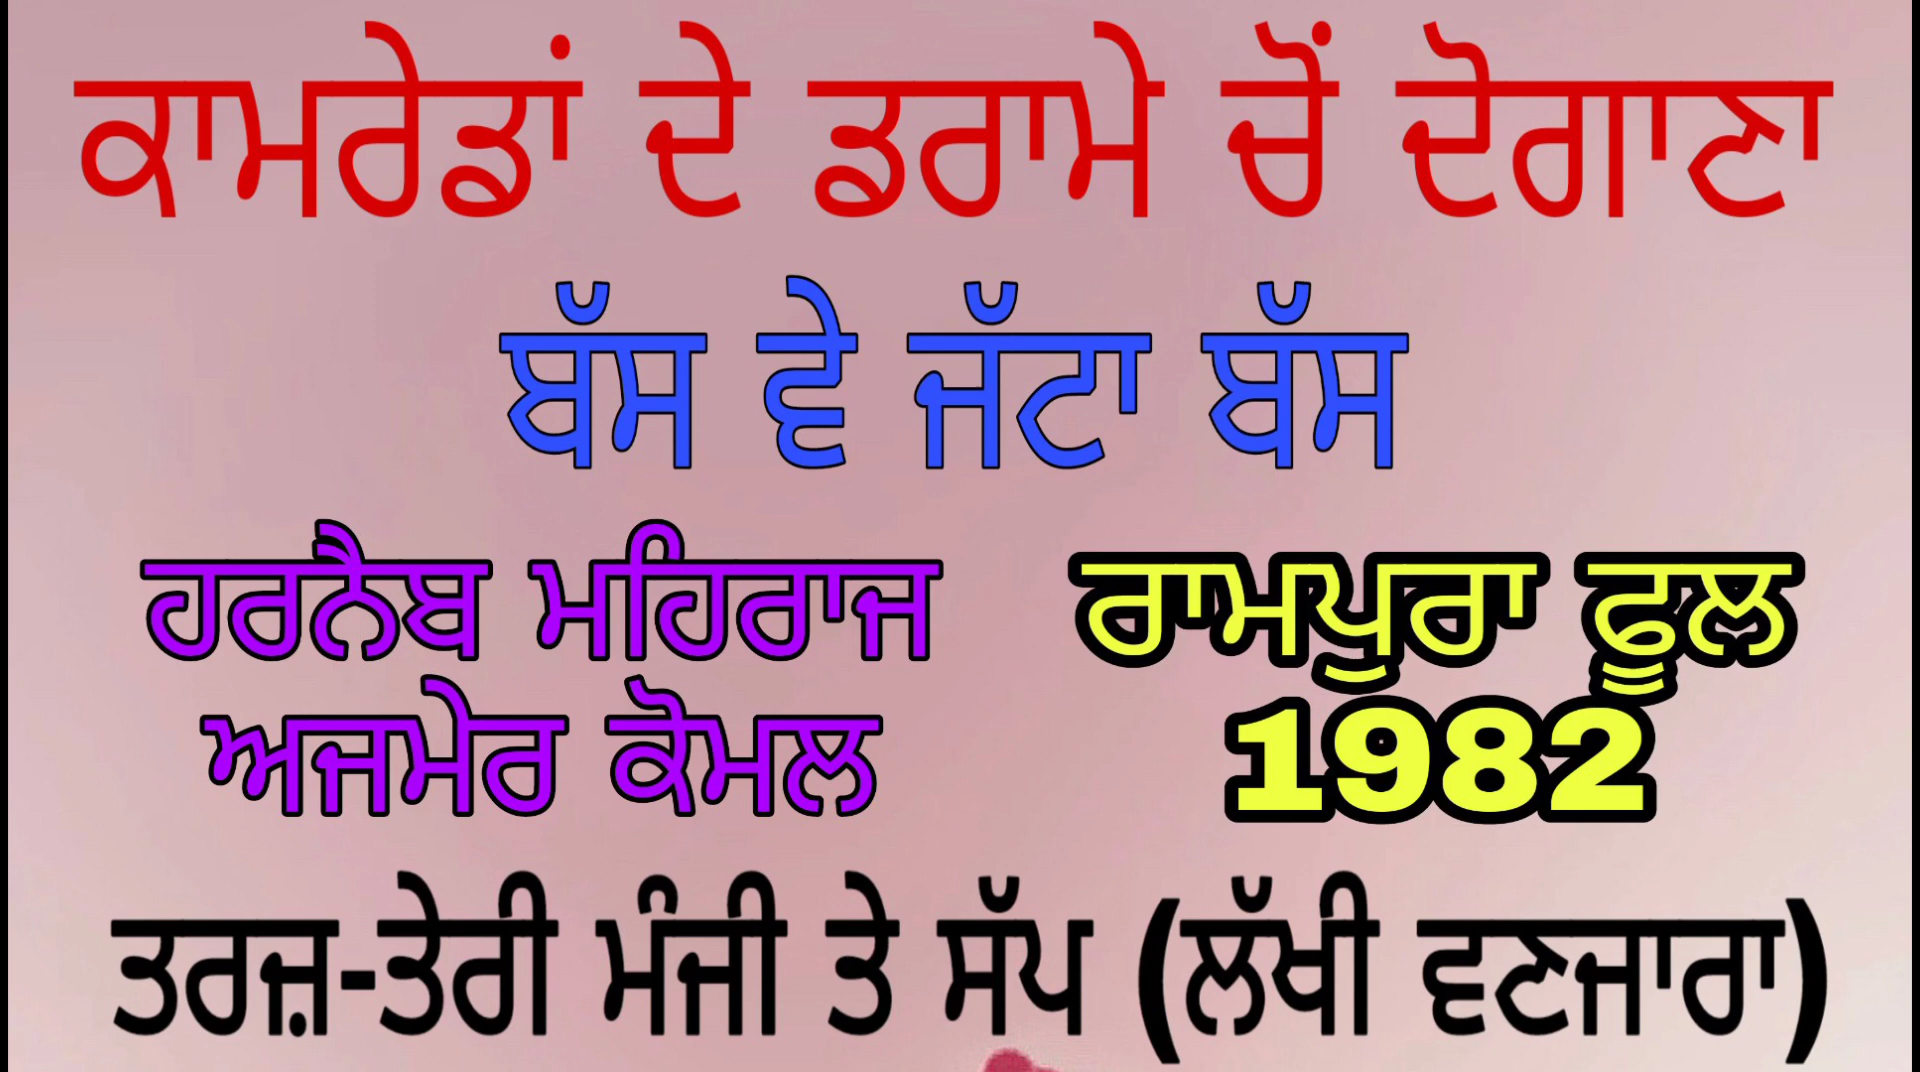 ਕਾਮਰੇਡਾਂ ਦੇ ਡਰਾਮੇ ਚੋਂ ਦੋਗਾਣਾ
ਬੱਸ ਵੇ ਜੱਟਾ ਬੱਸ
ਹਰਨੈਬ ਮਹਿਰਾਜ
ਅਜਮੇਰ ਕੋਮਲ
ਰਾਮਪੁਰਾ ਫੂਲ
1982
ਤਰਜ਼-ਤੇਰੀ ਮੰਜੀ ਤੇ ਸੱਪ (ਲੱਖੀ ਵਣਜਾਰਾ)